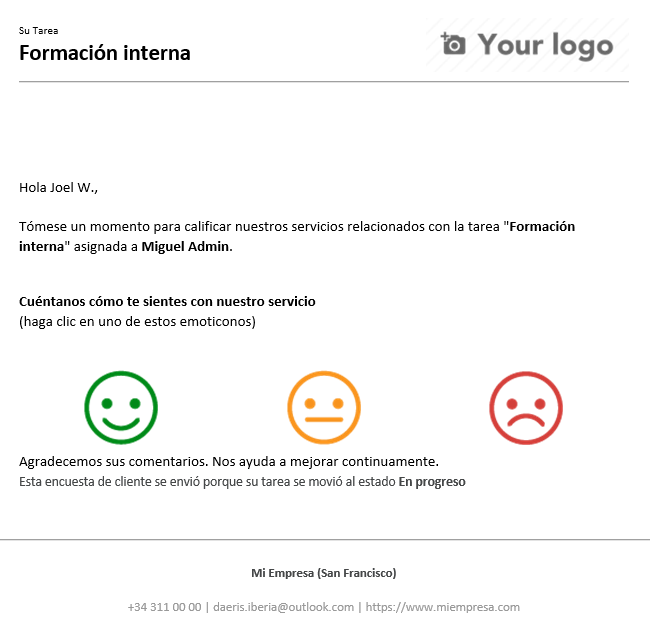 Su Tarea
Formación interna
Your logo
Hola Joel W.,
Tómese un momento para calificar nuestros servicios relacionados con la tarea "Formación
interna" asignada a Miguel Admin.
Cuéntanos cómo te sientes con nuestro servicio
(haga clic en uno de estos emoticonos)
Agradecemos sus comentarios. Nos ayuda a mejorar continuamente.
Esta encuesta de cliente se envió porque su tarea se movió al estado En progreso
Mi Empresa (San Francisco)
+34 311 00 00 | daeris.iberia@outlook.com | https://www.miempresa.com